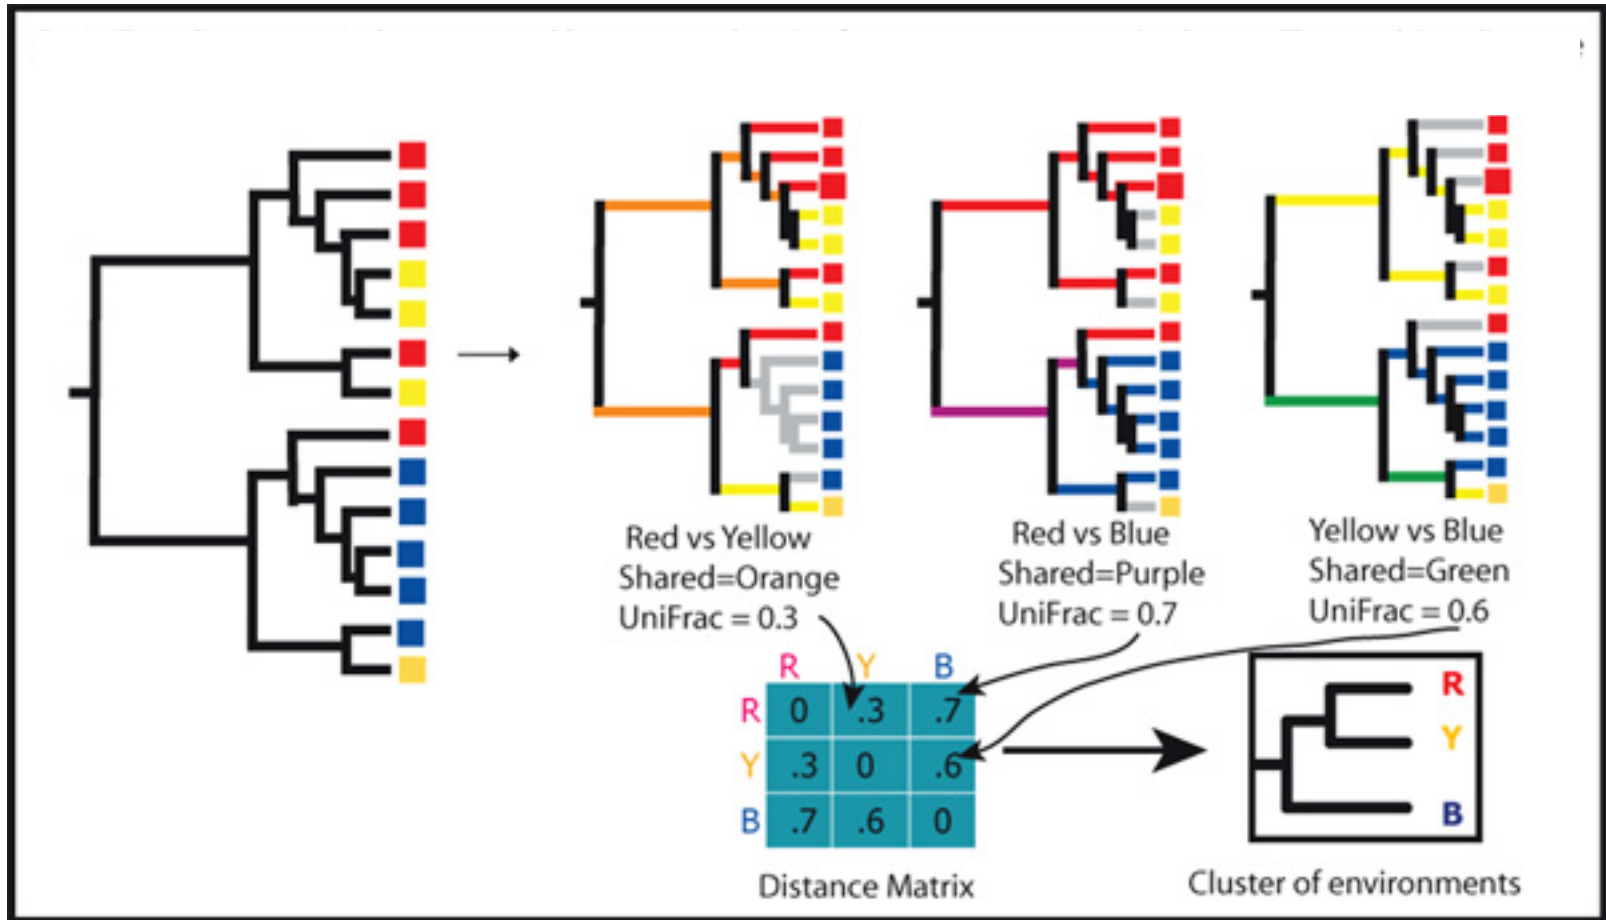 Red vs Yellow
Shared=Orange
UniFrac = 0.3
Red vs Blue
Shared=Purple
UniFrac = 0.7
Yellow vs Blue
Shared=Green
UniFrac = 0.6
R Y B
R 0 .3 .7
Y .3 0 .6
B .7 .6 0
Distance Matrix
R
Y
B
Cluster of environments